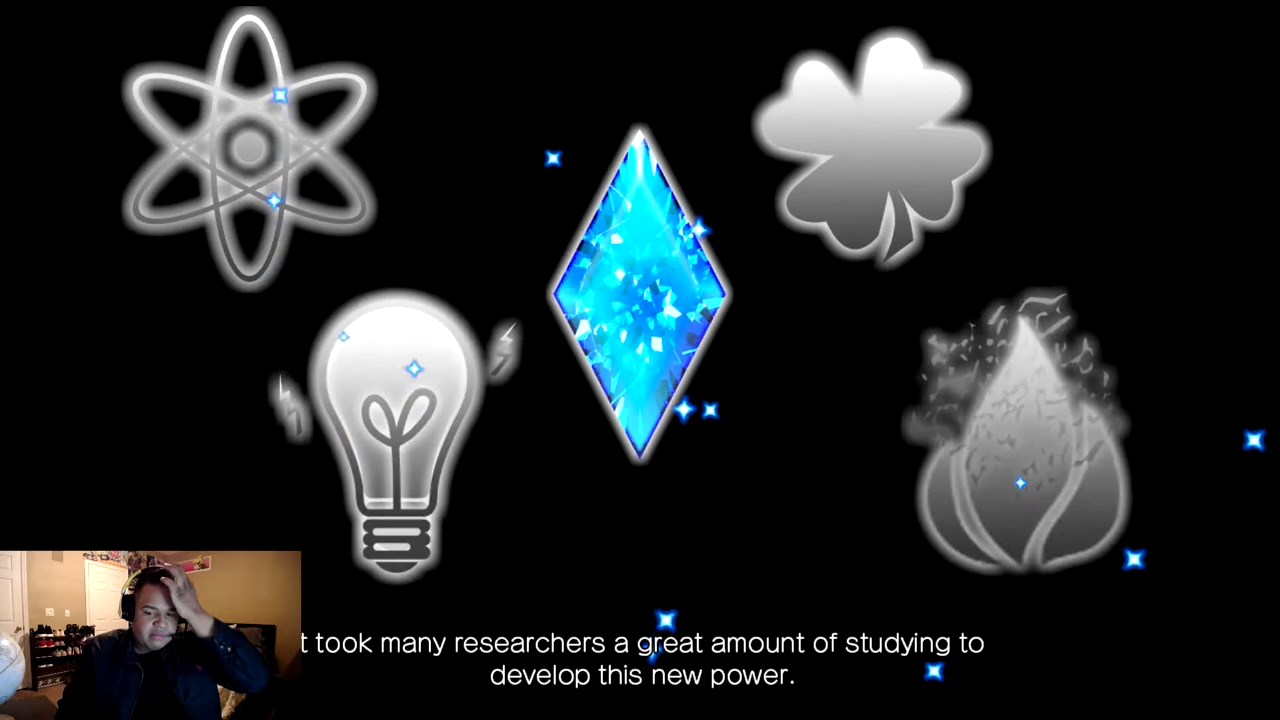 t took many researchers a great amount of studying to
develop this new power.